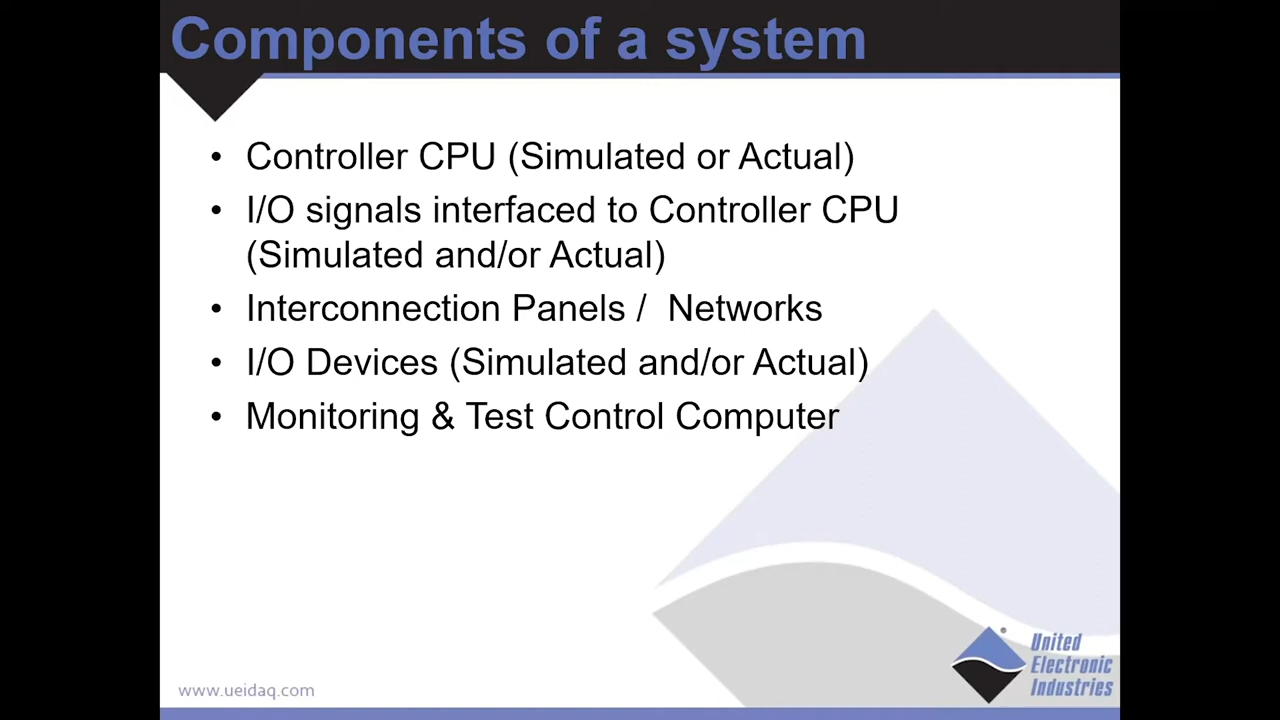 Components of a system
• Controller CPU (Simulated or Actual)
• I/O signals interfaced to Controller CPU
(Simulated and/or Actual)
• Interconnection Panels /  Networks
• I/O Devices (Simulated and/or Actual)
• Monitoring & Test Control Computer
United
Electronic
Industries
www.ueidaq.com